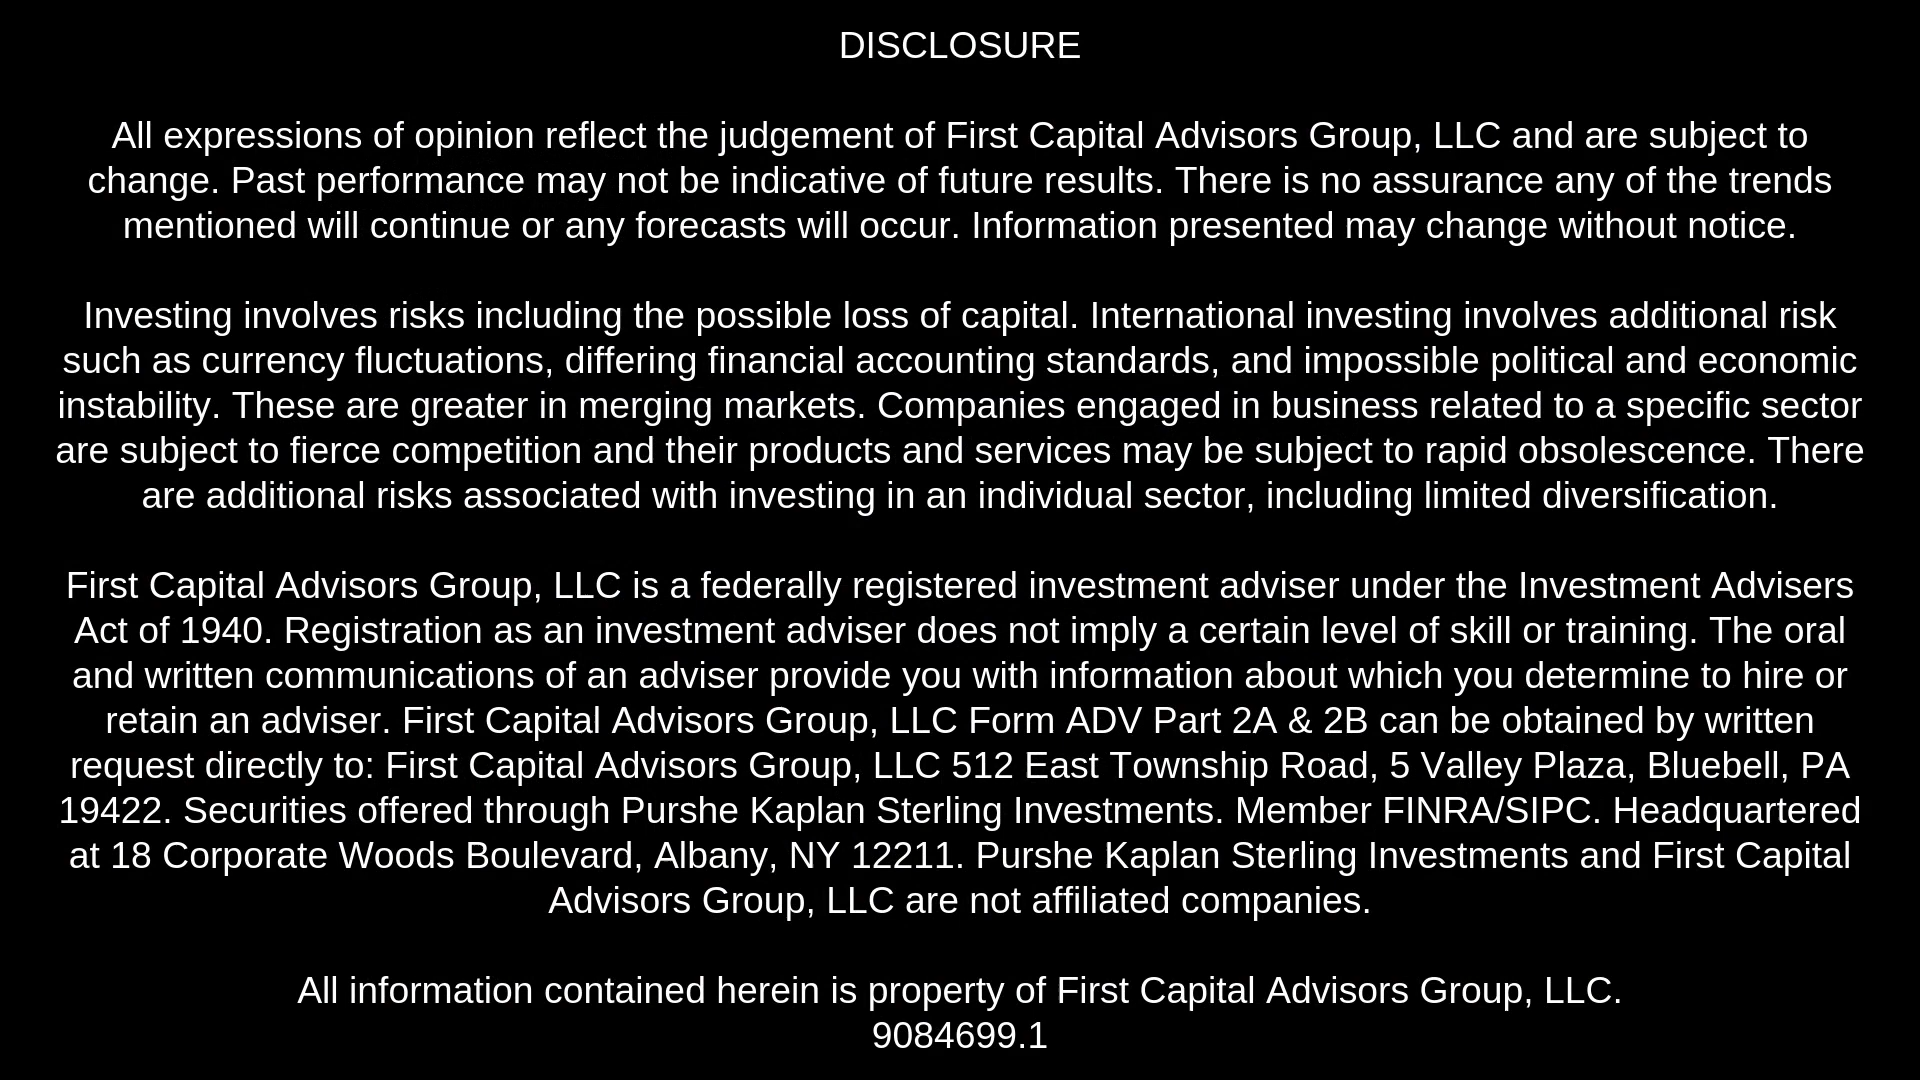 DISCLOSURE
All expressions of opinion reflect the judgement of First Capital Advisors Group, LLC and are subject to
change. Past performance may not be indicative of future results. There is no assurance any of the trends
mentioned will continue or any forecasts will occur. Information presented may change without notice.
Investing involves risks including the possible loss of capital. International investing involves additional risk
such as currency fluctuations, differing financial accounting standards, and impossible political and economic
instability. These are greater in merging markets. Companies engaged in business related to a specific sector
are subject to fierce competition and their products and services may be subject to rapid obsolescence. There
are additional risks associated with investing in an individual sector, including limited diversification.
First Capital Advisors Group, LLC is a federally registered investment adviser under the Investment Advisers
Act of 1940. Registration as an investment adviser does not imply a certain level of skill or training. The oral
and written communications of an adviser provide you with information about which you determine to hire or
retain an adviser. First Capital Advisors Group, LLC Form ADV Part 2A & 2B can be obtained by written
request directly to: First Capital Advisors Group, LLC 512 East Township Road, 5 Valley Plaza, Bluebell, PA
19422. Securities offered through Purshe Kaplan Sterling Investments. Member FINRA/SIPC. Headquartered
at 18 Corporate Woods Boulevard, Albany, NY 12211. Purshe Kaplan Sterling Investments and First Capital
Advisors Group, LLC are not affiliated companies.
All information contained herein is property of First Capital Advisors Group, LLC.
9084699.1